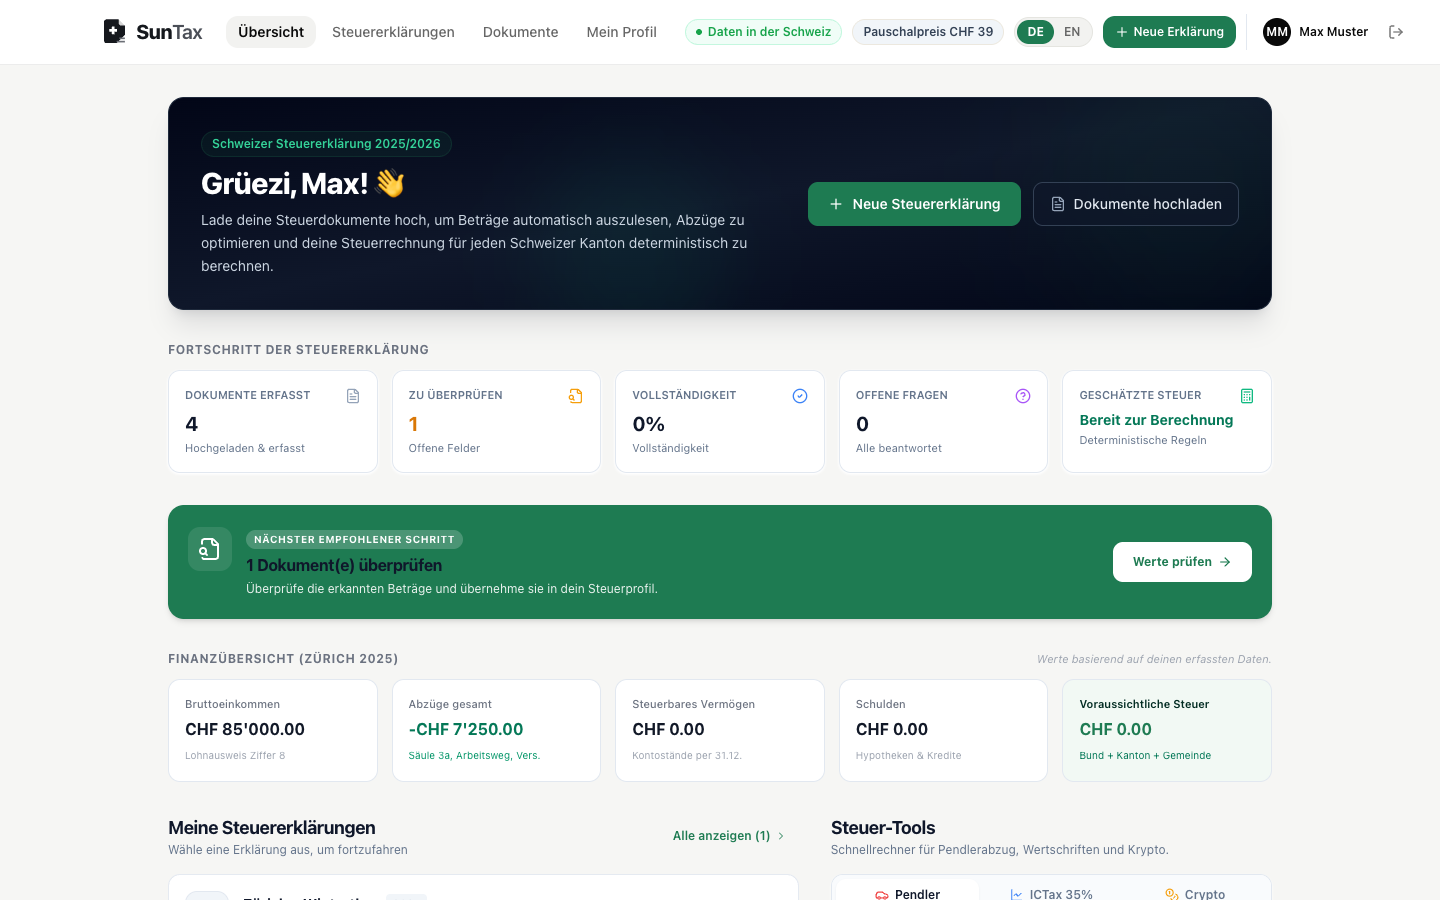 SunTax
Übersicht
Steuererklärungen
Dokumente
Mein Profil
Daten in der Schweiz
Pauschalpreis CHF 39
DE
EN
Neue Erklärung
MM
Max Muster
Schweizer Steuererklärung 2025/2026
Grüezi, Max! 👋
Lade deine Steuerdokumente hoch, um Beträge automatisch auszulesen, Abzüge zu
optimieren und deine Steuerrechnung für jeden Schweizer Kanton deterministisch zu
berechnen.
Neue Steuererklärung
Dokumente hochladen
FORTSCHRITT DER STEUERERKLÄRUNG
DOKUMENTE ERFASST
4
Hochgeladen & erfasst
ZU ÜBERPRÜFEN
1
Offene Felder
VOLLSTÄNDIGKEIT
0%
Vollständigkeit
OFFENE FRAGEN
0
Alle beantwortet
GESCHÄTZTE STEUER
Bereit zur Berechnung
Deterministische Regeln
NÄCHSTER EMPFOHLENER SCHRITT
1 Dokument(e) überprüfen
Überprüfe die erkannten Beträge und übernehme sie in dein Steuerprofil.
Werte prüfen
FINANZÜBERSICHT (ZÜRICH 2025)
Werte basierend auf deinen erfassten Daten.
Bruttoeinkommen
CHF 85'000.00
Lohnausweis Ziffer 8
Abzüge gesamt
-CHF 7'250.00
Säule 3a, Arbeitsweg, Vers.
Steuerbares Vermögen
CHF 0.00
Kontostände per 31.12.
Schulden
CHF 0.00
Hypotheken & Kredite
Voraussichtliche Steuer
CHF 0.00
Bund + Kanton + Gemeinde
Meine Steuererklärungen
Wähle eine Erklärung aus, um fortzufahren
Alle anzeigen (1)
Steuer-Tools
Schnellrechner für Pendlerabzug, Wertschriften und Krypto.
Pendler
ICTax 35%
Crypto